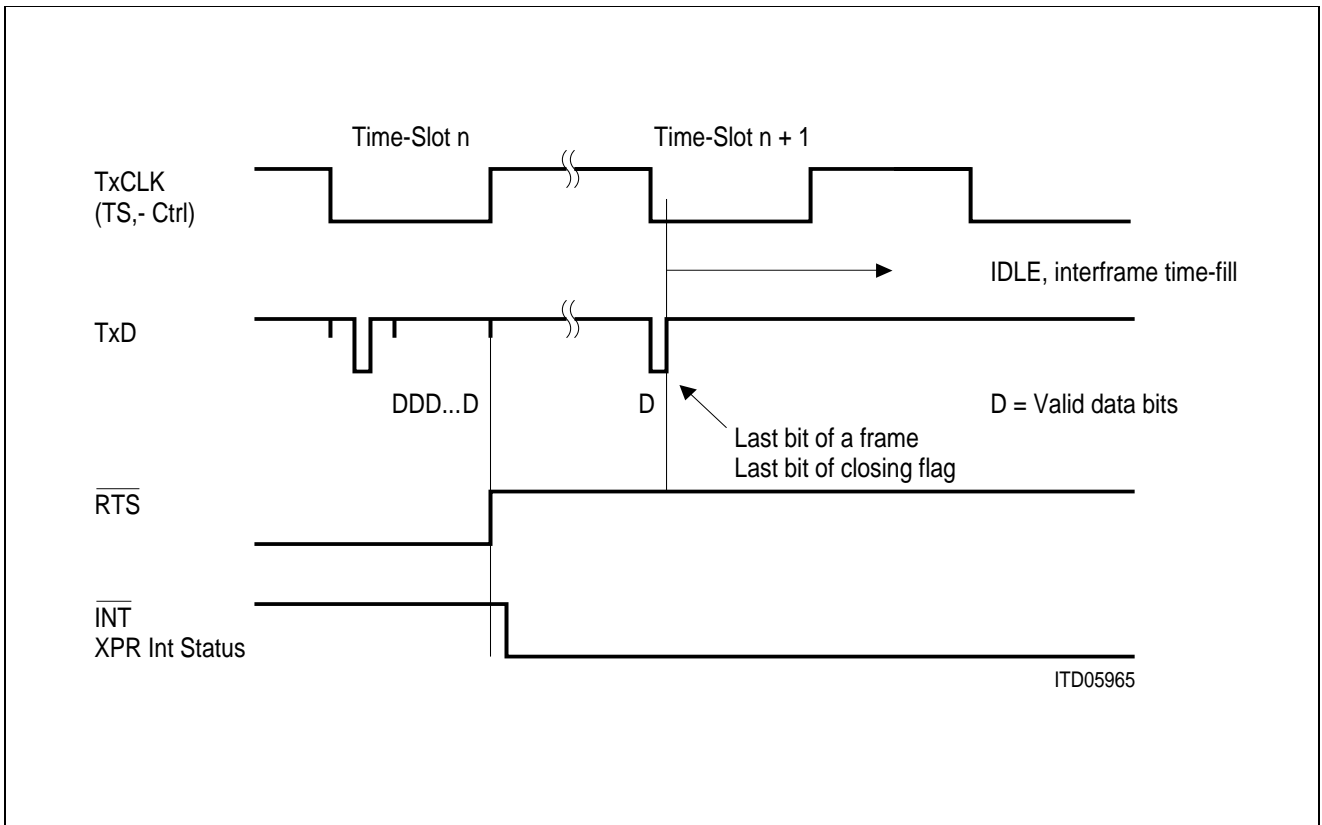 Time-Slot n
Time-Slot n + 1
TxCLK
(TS,- Ctrl)
IDLE, interframe time-fill
TxD
DDD...D
D
D = Valid data bits
Last bit of a frame
Last bit of closing flag
RTS
INT
XPR Int Status
ITD05965